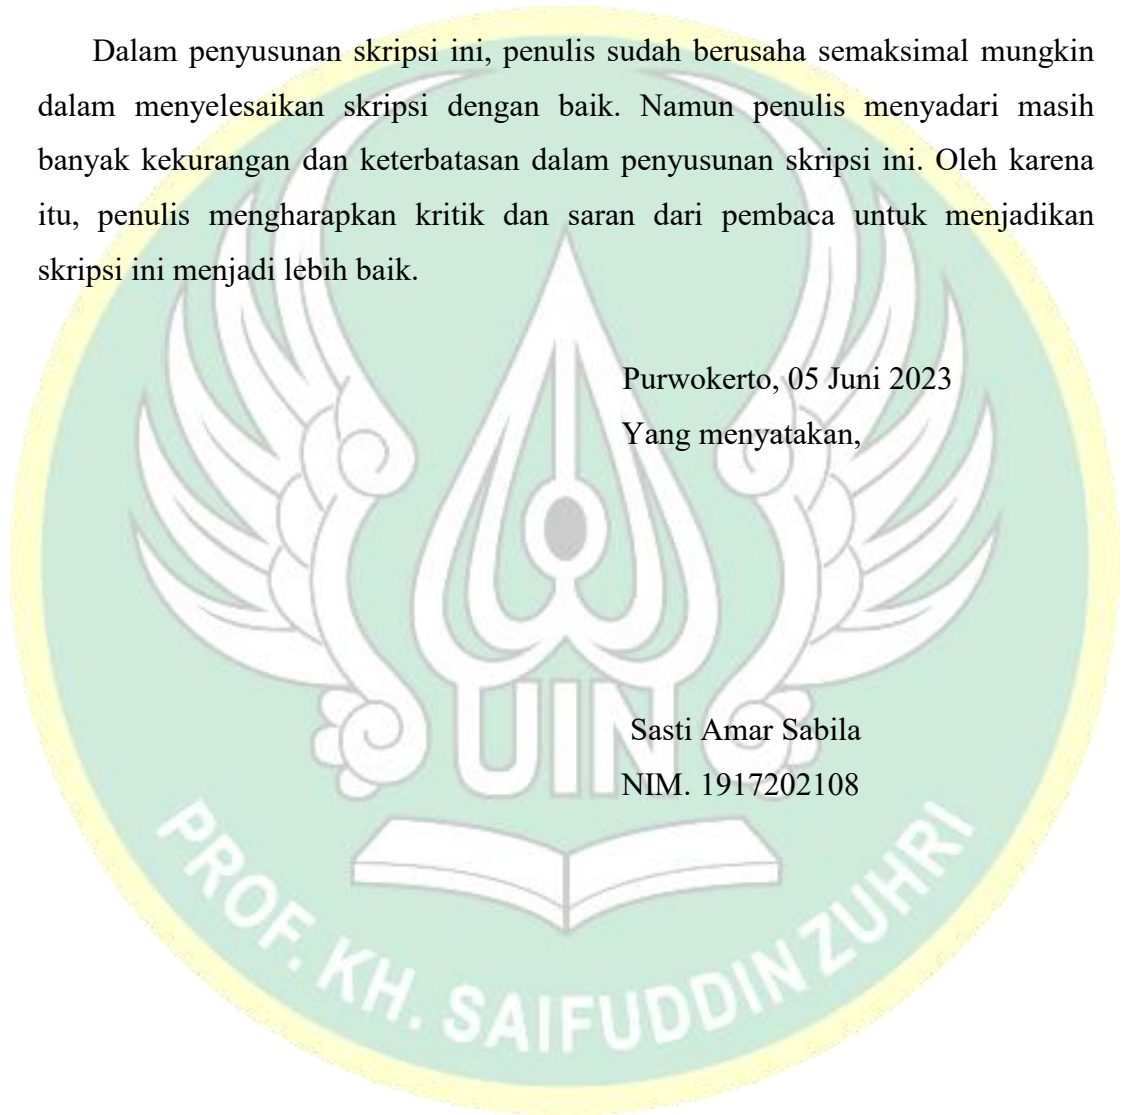 Dalam penyusunan skripsi ini, penulis sudah berusaha semaksimal mungkin
dalam menyelesaikan skripsi dengan baik. Namun penulis menyadari masih
banyak kekurangan dan keterbatasan dalam penyusunan skripsi ini. Oleh karena
itu, penulis mengharapkan kritik dan saran dari pembaca untuk menjadikan
skripsi ini menjadi lebih baik.
Purwokerto, 05 Juni 2023
Yang menyatakan,
Sasti Amar Sabila
NIM. 1917202108
UIN
PROF. KH. SAIFUDDIN ZUHRI